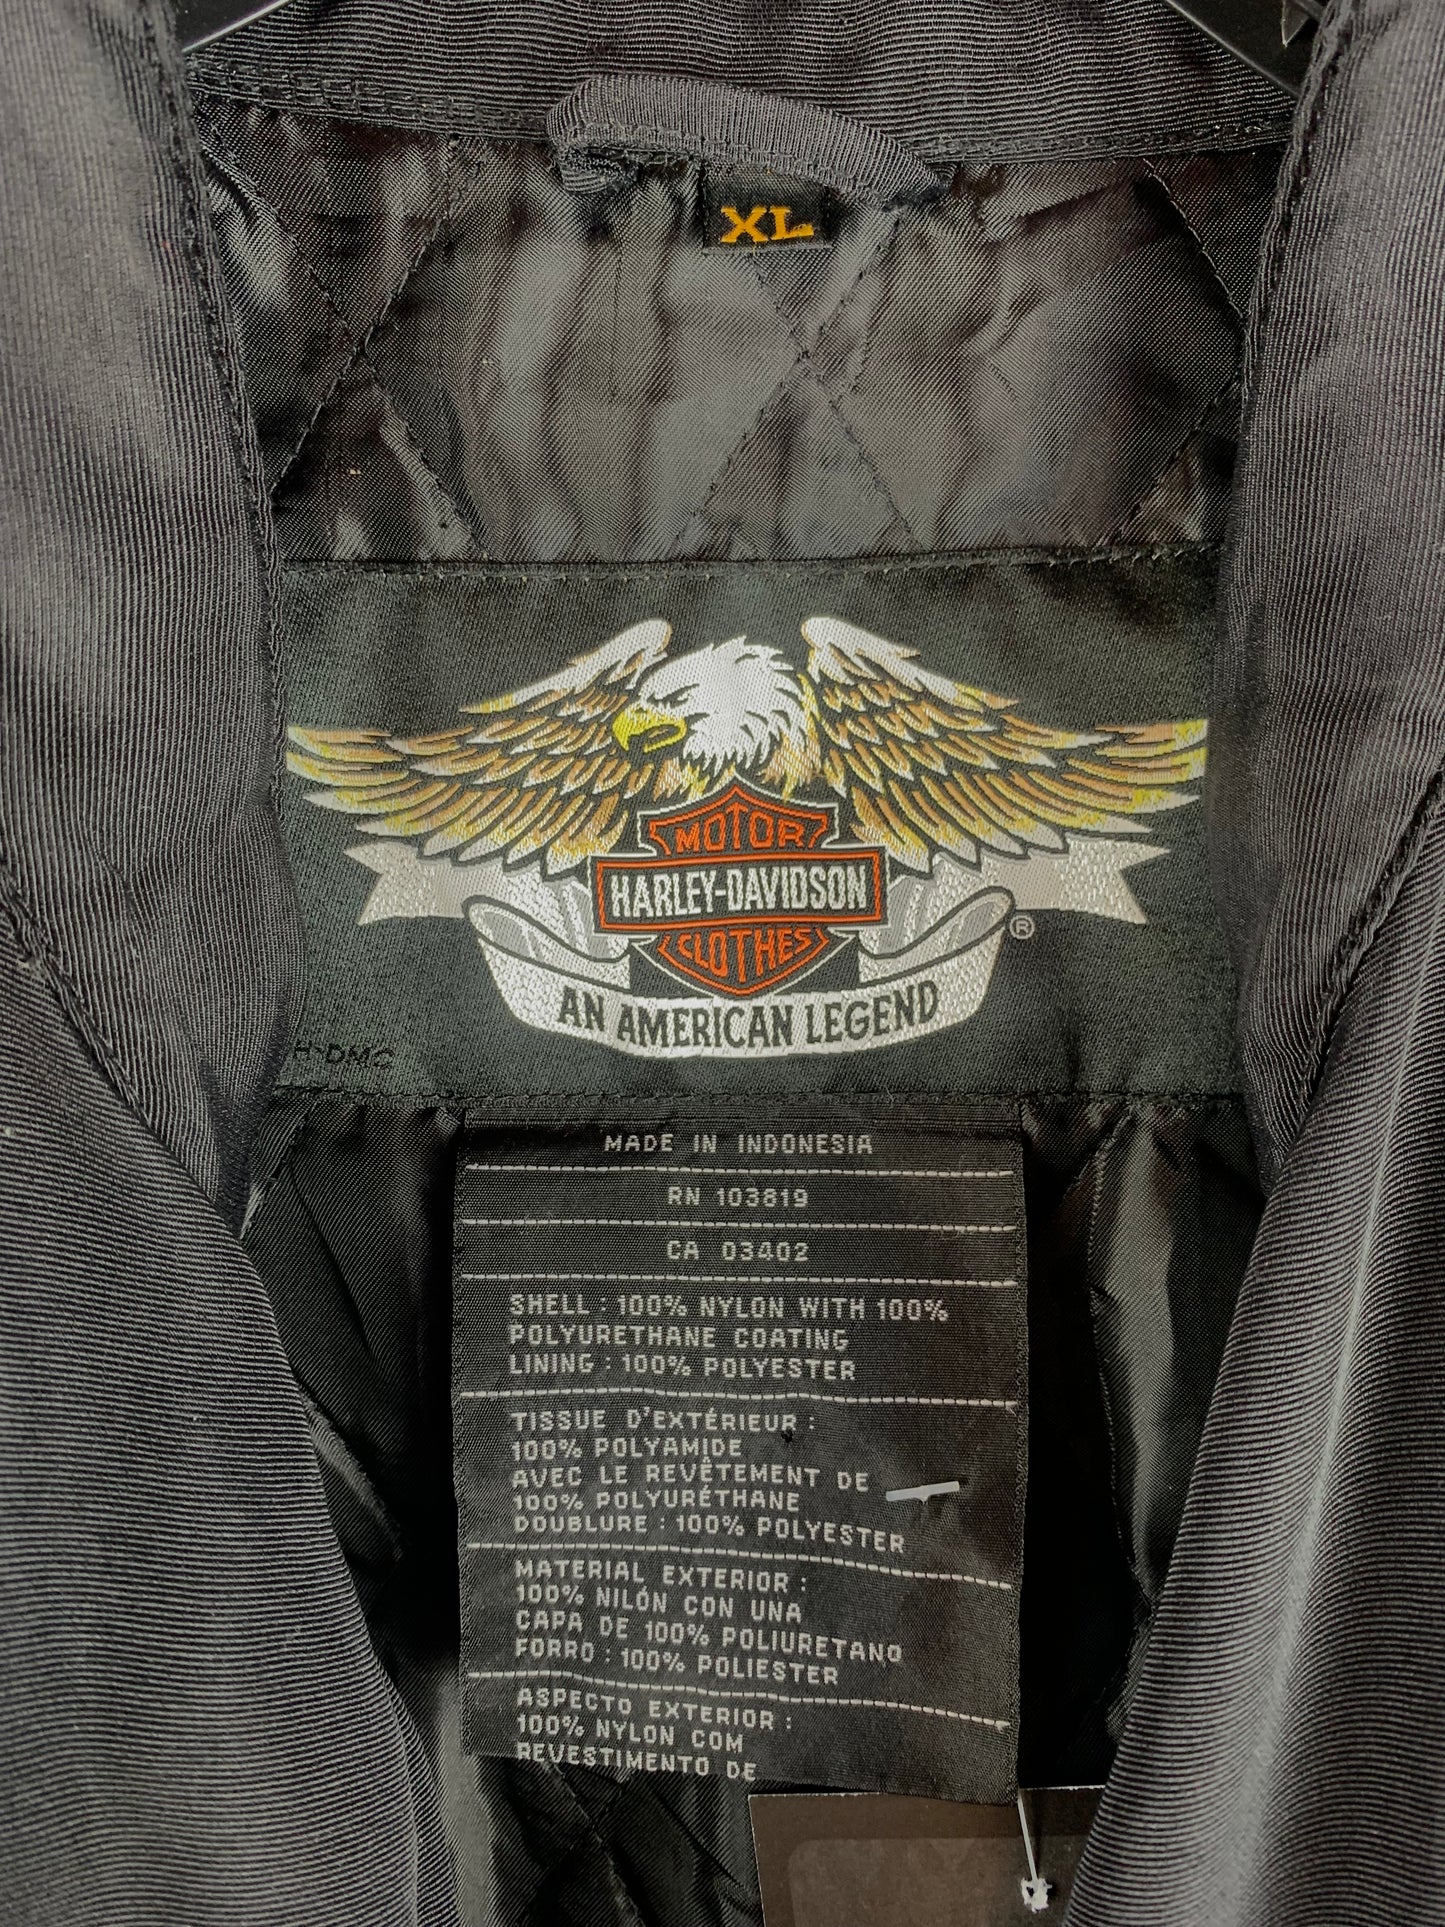 XL
MOTOR
HARLEY-DAVIDSON
CLOTHES
®
AN AMERICAN LEGEND
H-DMC
MADE IN INDONESIA
RN 103819
CA 03402
SHELL : 100% NYLON WITH 100%
POLYURETHANE COATING
LINING : 100% POLYESTER
TISSUE D'EXTÉRIEUR :
100% POLYAMIDE
AVEC LE REVÊTEMENT DE
100% POLYURÉTHANE
DOUBLURE : 100% POLYESTER
MATERIAL EXTERIOR :
100% NILÓN CON UNA
CAPA DE 100% POLIURETANO
FORRO : 100% POLIESTER
ASPECTO EXTERIOR :
100% NYLON COM
REVESTIMENTO DE